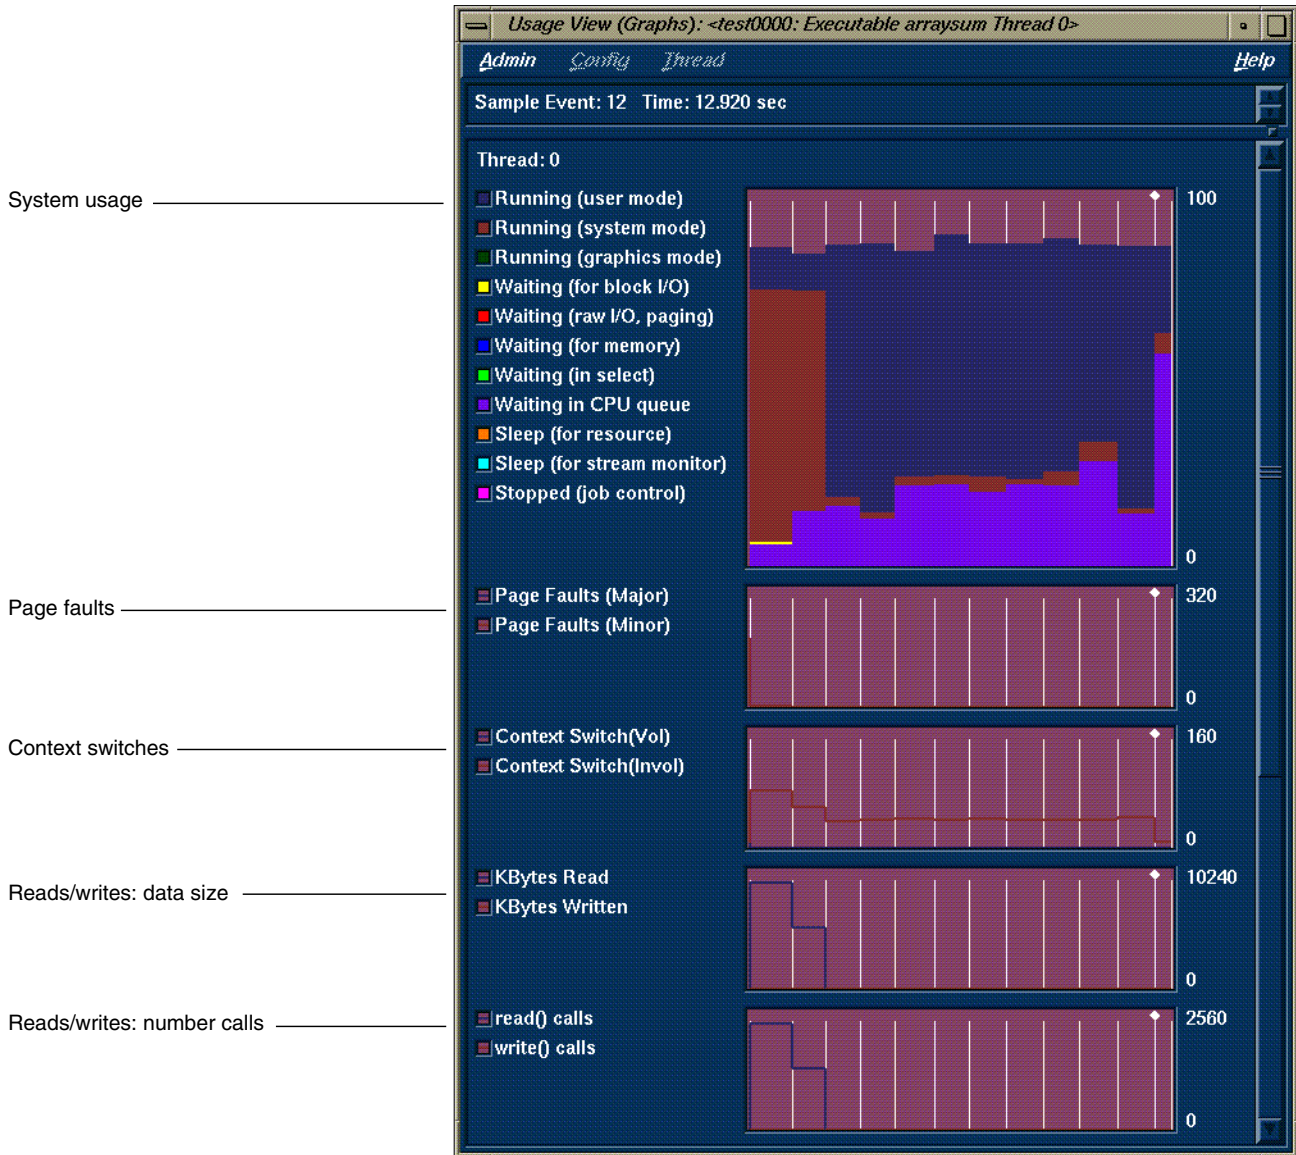 Usage View (Graphs): <test0000: Executable arraysum Thread 0>
Admin Config Thread Help
Sample Event: 12 Time: 12.920 sec
Thread: 0
System usage
Running (user mode)
100
Running (system mode)
Running (graphics mode)
Waiting (for block I/O)
Waiting (raw I/O, paging)
Waiting (for memory)
Waiting (in select)
Waiting in CPU queue
Sleep (for resource)
Sleep (for stream monitor)
Stopped (job control)
0
Page faults
Page Faults (Major)
320
Page Faults (Minor)
0
Context switches
Context Switch(Vol)
160
Context Switch(Invol)
0
Reads/writes: data size
KBytes Read
10240
KBytes Written
0
Reads/writes: number calls
read() calls
2560
write() calls
0